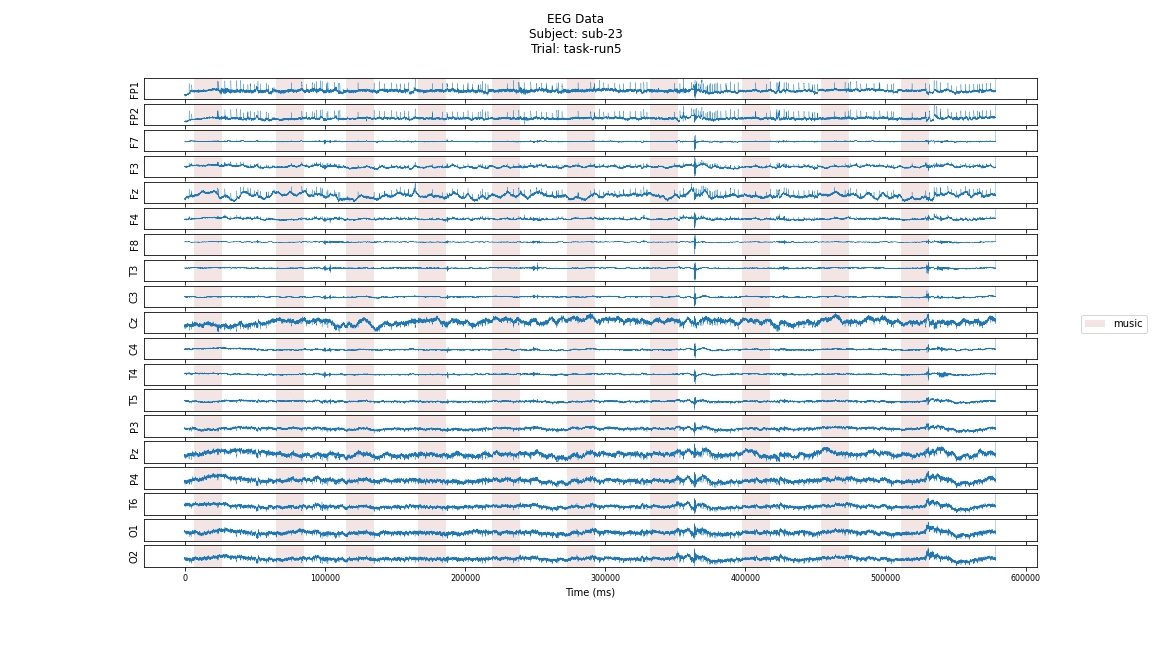 EEG Data
Subject: sub-23
Trial: task-run5
FP1
FP2
F7
F3
Fz
F4
F8
T3
C3
Cz
C4
T4
T5
P3
Pz
P4
T6
O1
O2
music
0 100000 200000 300000 400000 500000 600000
Time (ms)